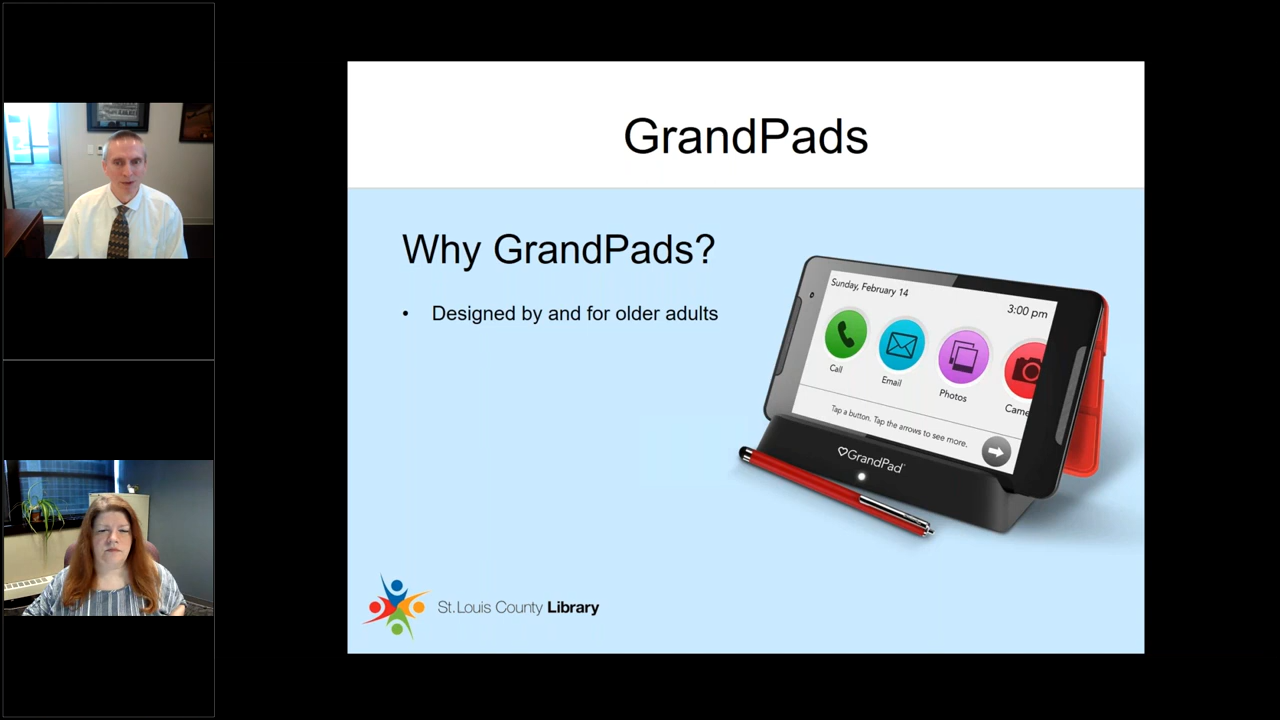 GrandPads
Why GrandPads?
• Designed by and for older adults
Sunday, February 14
3:00 pm
Call
Email
Photos
Came
Tap a button. Tap the arrows to see more.
GrandPad
St. Louis County Library